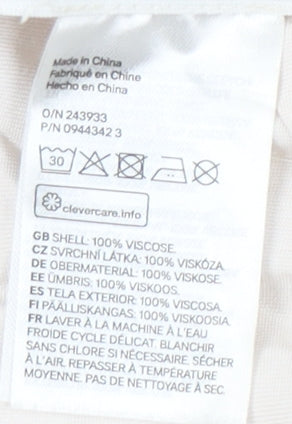 Made in China
Fabriqué en Chine
Hecho en China
O/N 243933
P/N 0944342 3
30
clevercare.info
GB SHELL: 100% VISCOSE.
CZ SVRCHNÍ LÁTKA: 100% VISKÓZA.
DE OBERMATERIAL: 100% VISKOSE.
EE ÜMBRIS: 100% VISKOOS.
ES TELA EXTERIOR: 100% VISCOSA.
FI PÄÄLLISKANGAS: 100% VISKOOSIA.
FR LAVER À LA MACHINE À L'EAU
FROIDE CYCLE DÉLICAT. BLANCHIR
SANS CHLORE SI NÉCESSAIRE. SÉCHER
À L'AIR. REPASSER À TEMPÉRATURE
MOYENNE. PAS DE NETTOYAGE À SEC.